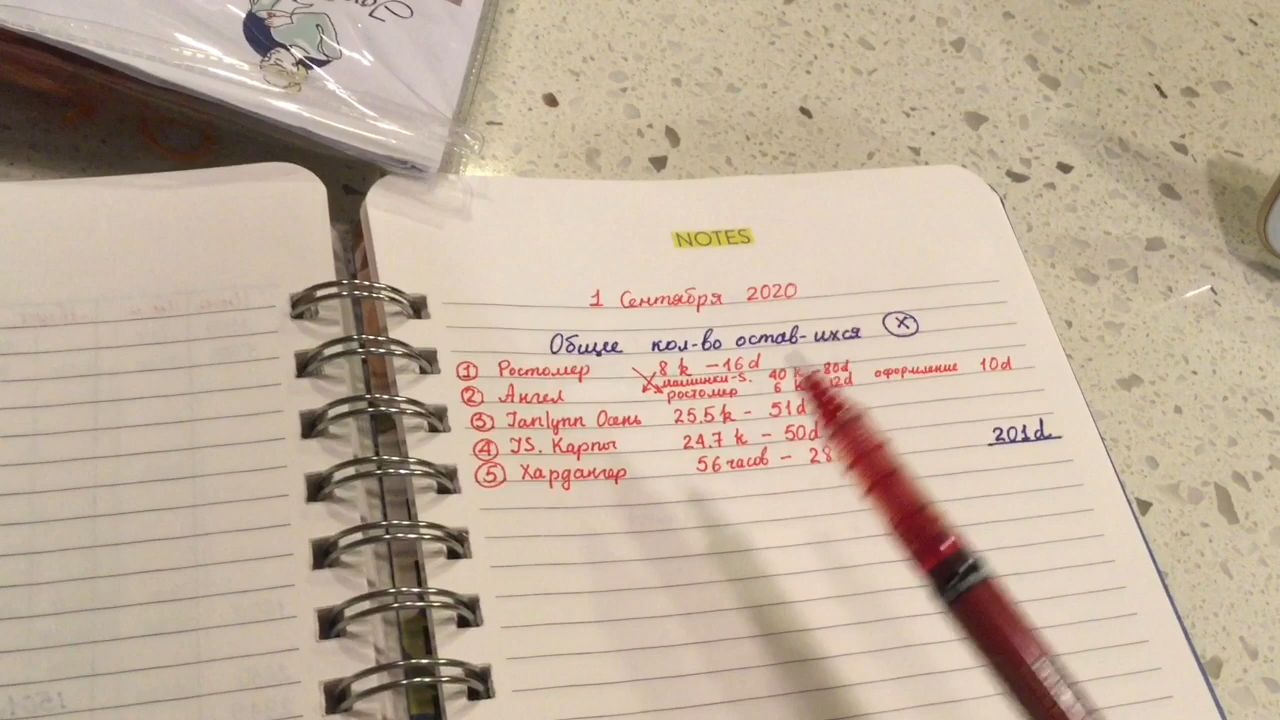 NOTES
1 Сентября 2020
Общее кол-во остав-ихся X
1 Ростомер 8 k - 16 d
2 Ангел машинки-S. 40 k - 80d оформление 10d
ростомер 6 k 12d
3 Janlynn Осень 25.5 k - 51d
201d
4 JS. Карпы 24.7 k - 50d
5 Хардангер 56 часов - 28